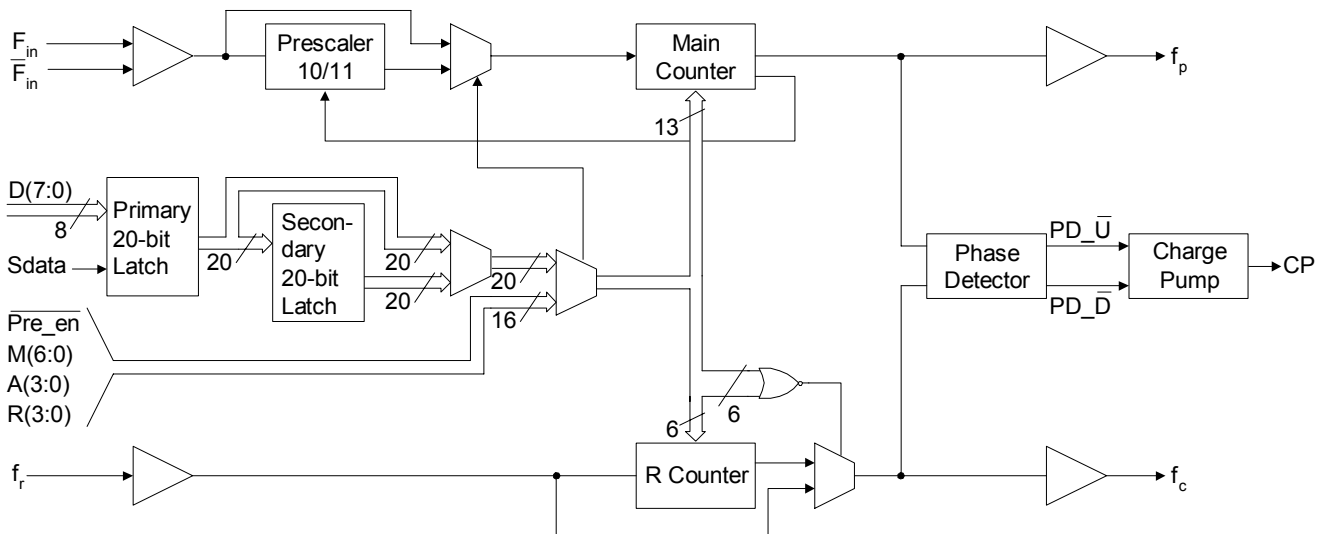 F_in
F̅_in
Prescaler
10/11
Main
Counter
f_p
13
D(7:0)
8
Sdata
Primary
20-bit
Latch
20
Secon-
dary
20-bit
Latch
20
20
20
16
P̅r̅e̅_̅e̅n̅
M(6:0)
A(3:0)
R(3:0)
Phase
Detector
PD_U̅
PD_D̅
Charge
Pump
CP
6
6
f_r
R Counter
f_c